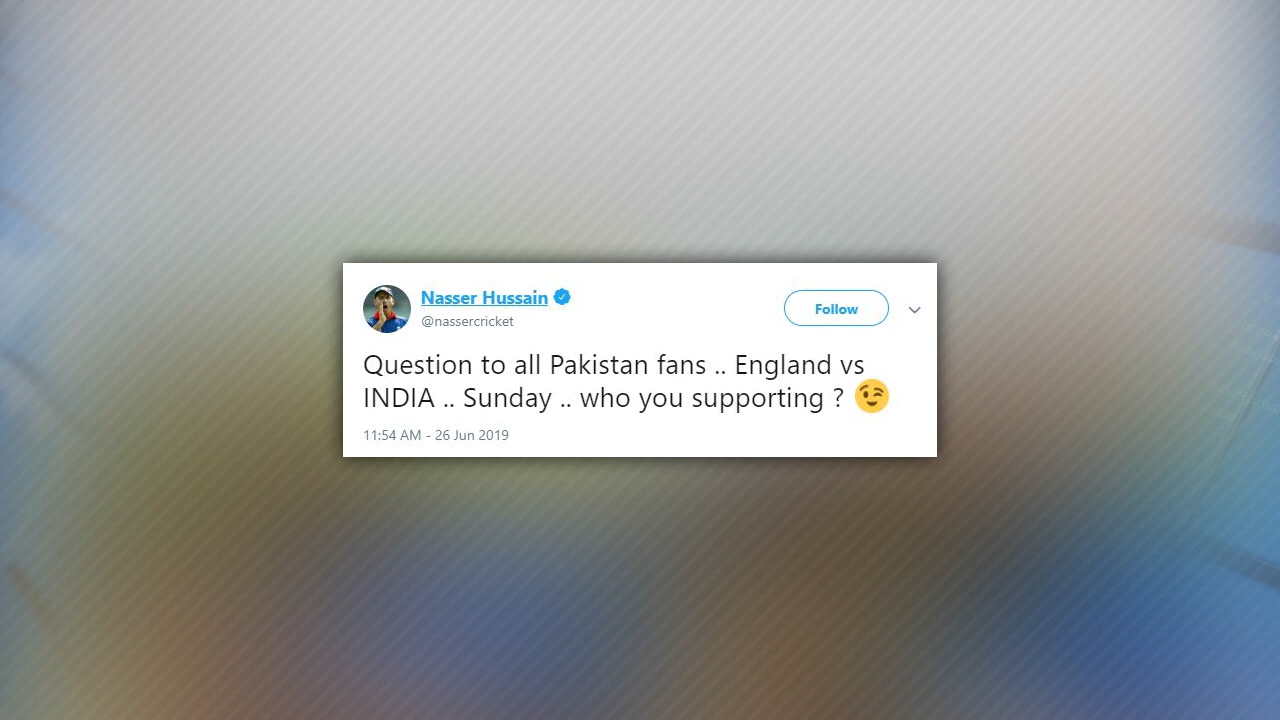 Nasser Hussain
@nassercricket
Follow
Question to all Pakistan fans .. England vs
INDIA .. Sunday .. who you supporting ? 😉
11:54 AM - 26 Jun 2019